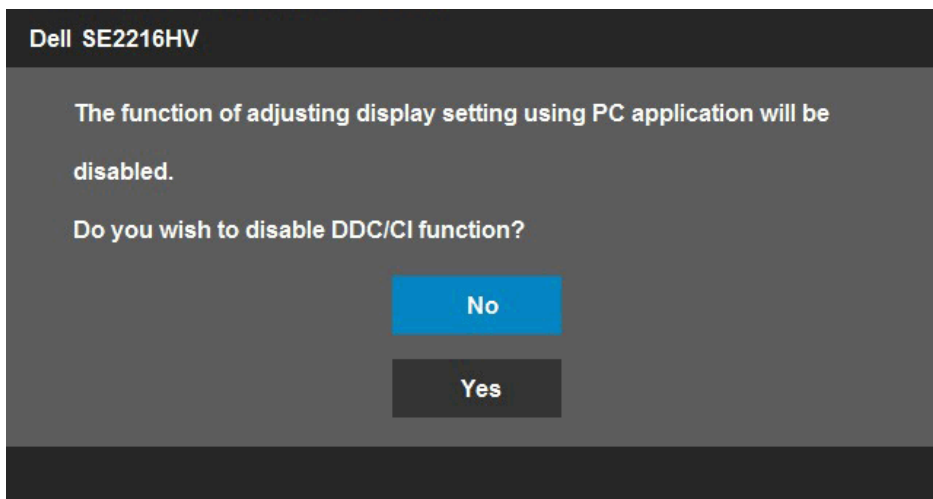 Dell SE2216HV
The function of adjusting display setting using PC application will be
disabled.
Do you wish to disable DDC/CI function?
No
Yes